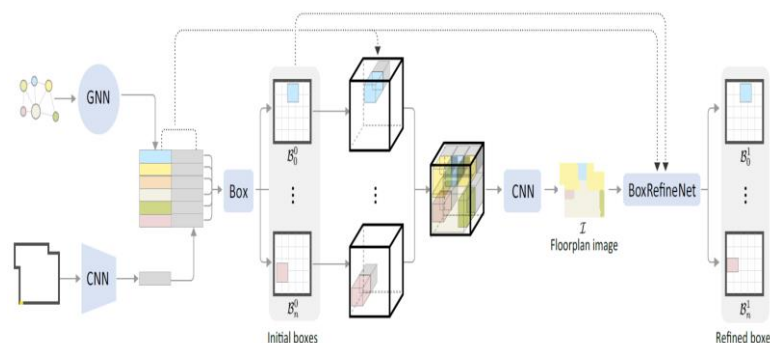 GNN
CNN
Box
B_0^0
⋮
B_n^0
Initial boxes
⋮
CNN
I
Floorplan image
BoxRefineNet
B_0^1
⋮
B_n^1
Refined boxe